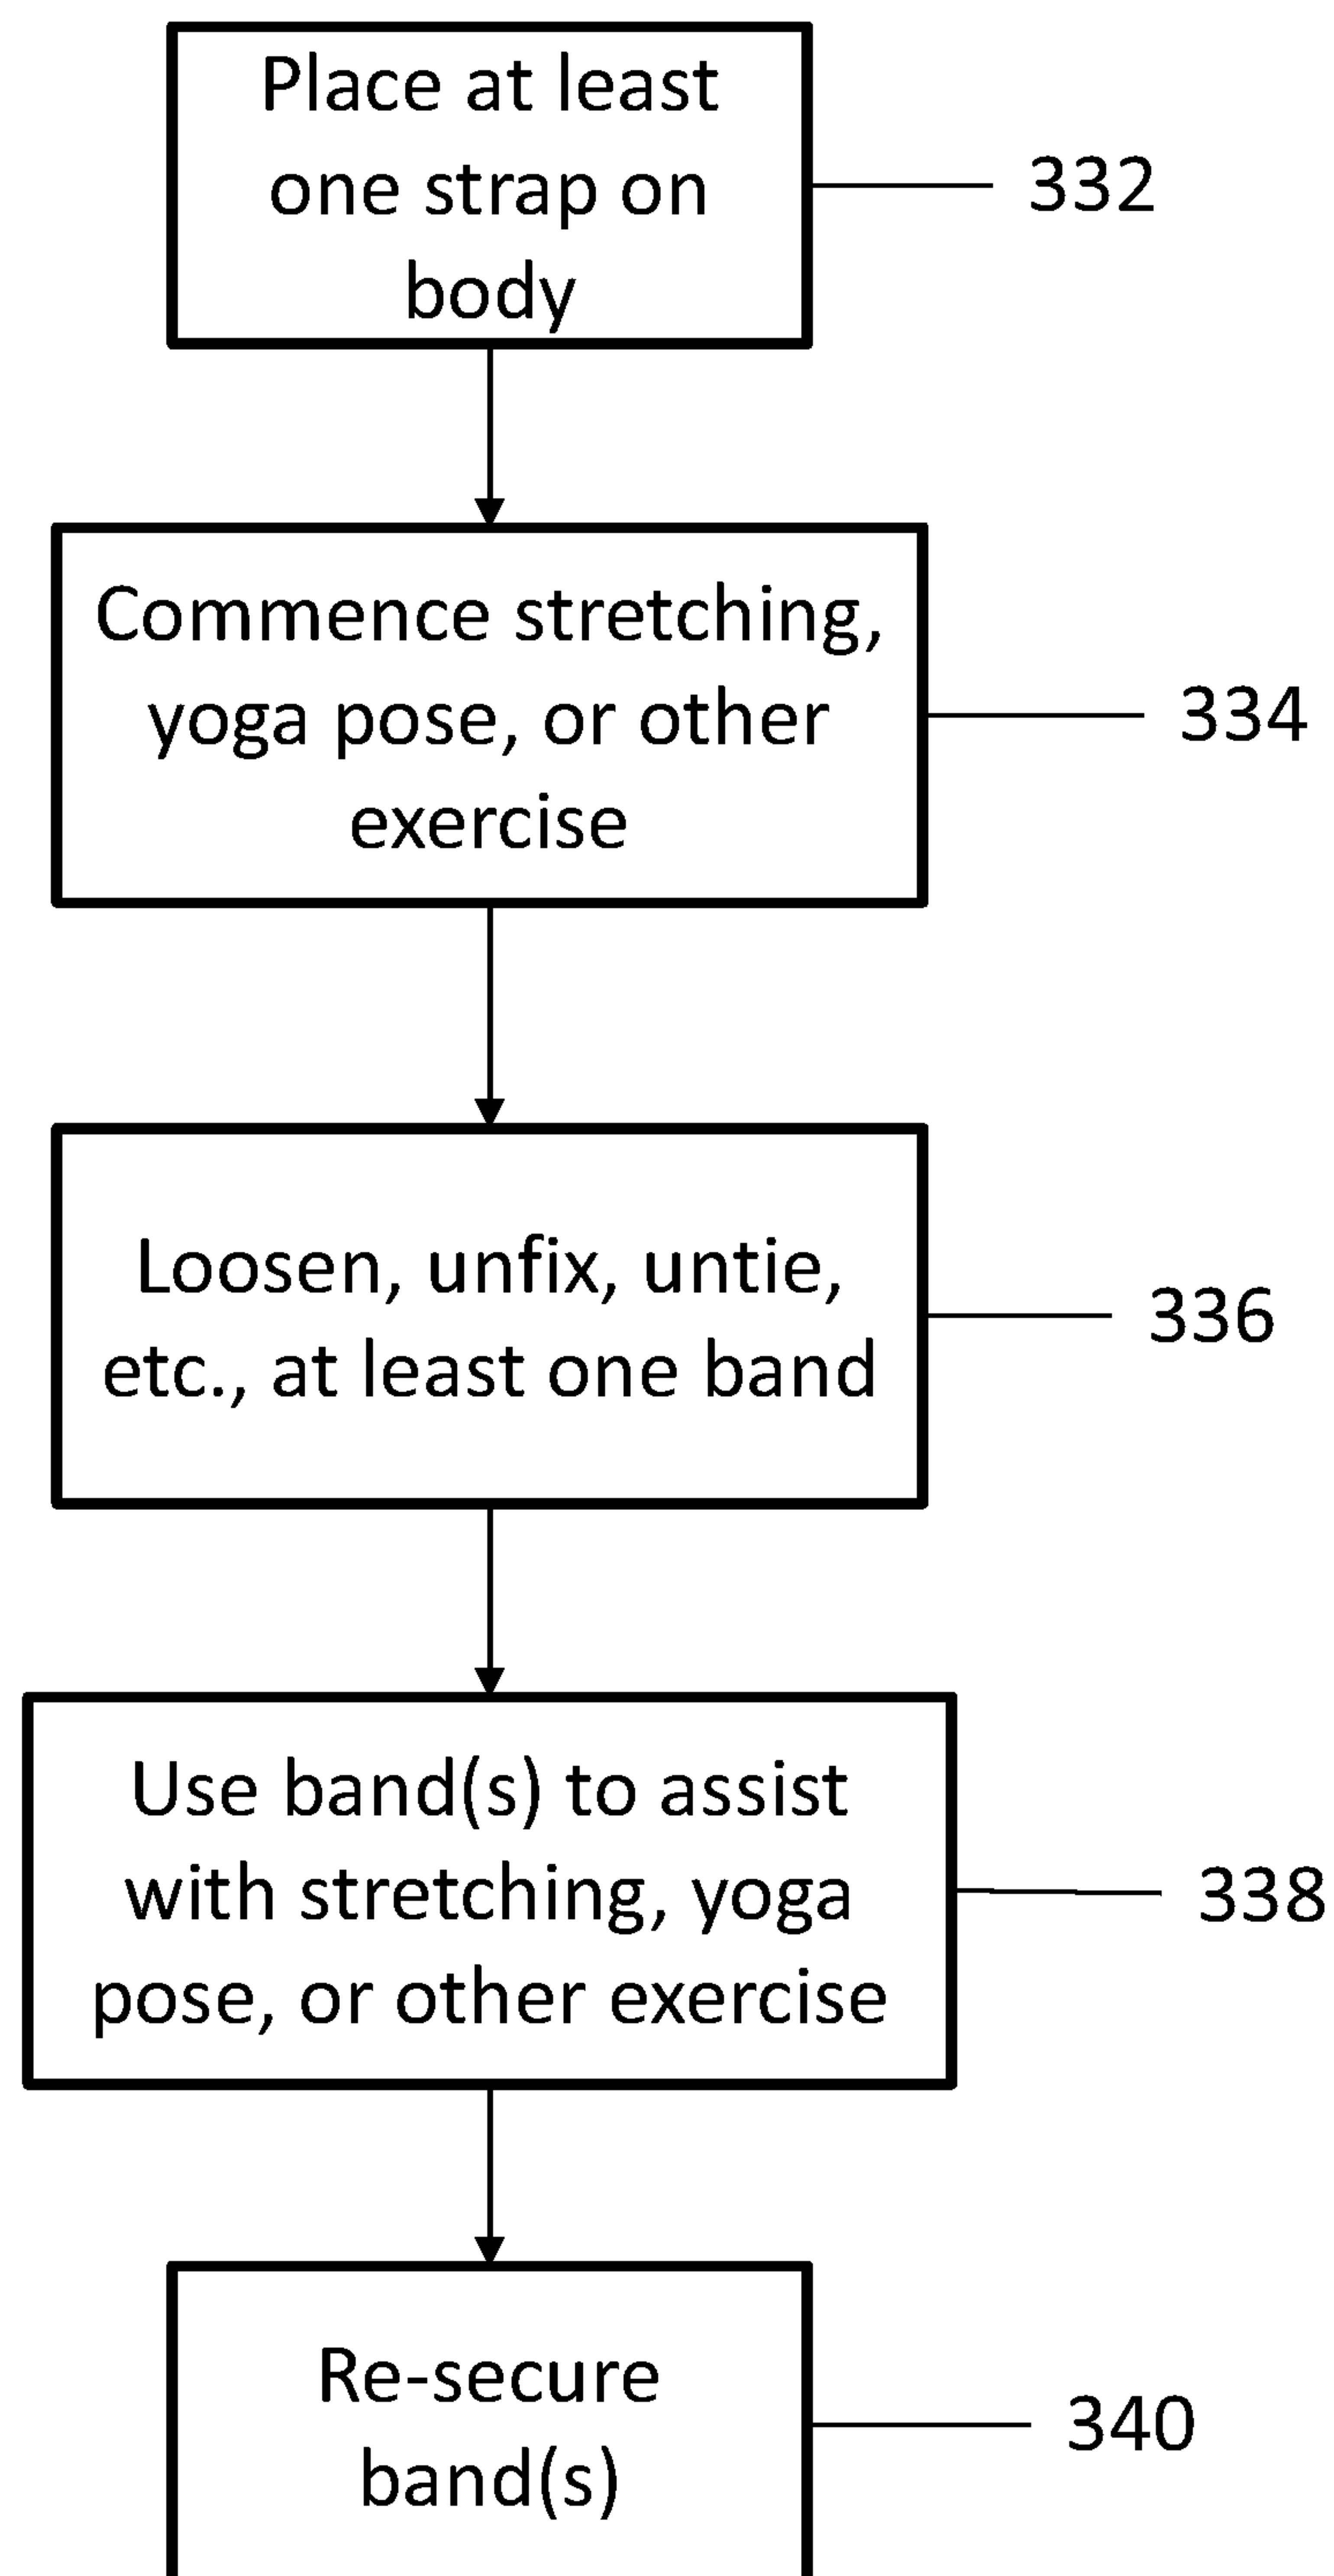 Place at least
one strap on
body
332
Commence stretching,
yoga pose, or other
exercise
334
Loosen, unfix, untie,
etc., at least one band
336
Use band(s) to assist
with stretching, yoga
pose, or other exercise
338
Re-secure
band(s)
340